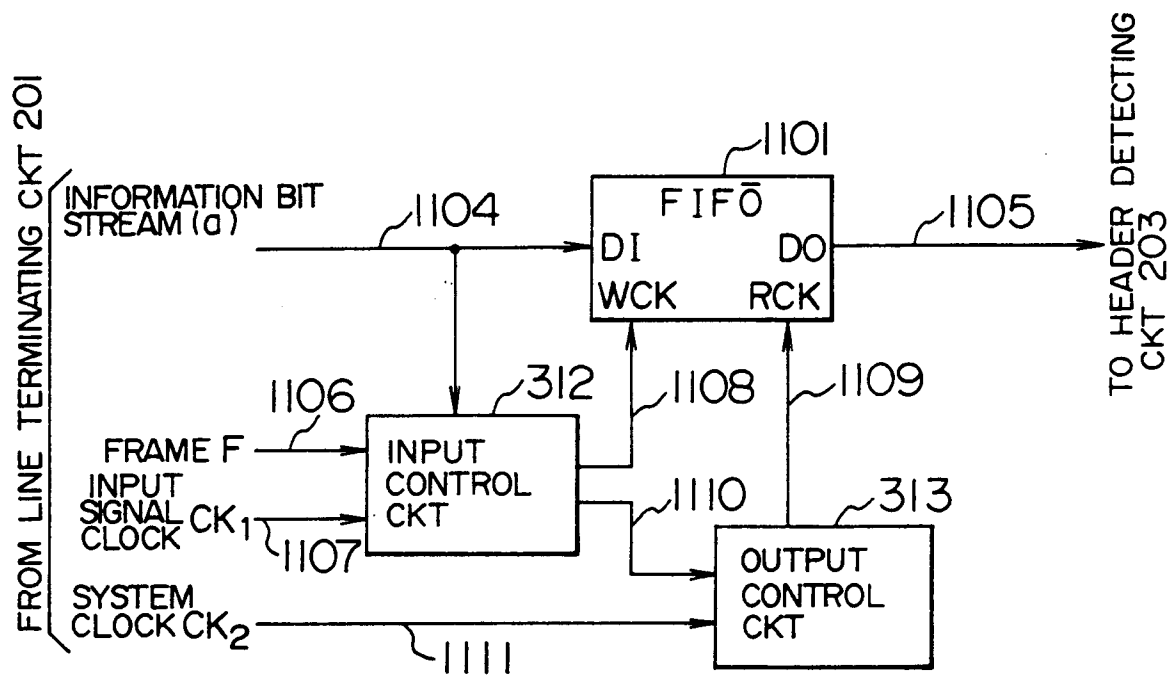 FROM LINE TERMINATING CKT 201
INFORMATION BIT
STREAM (a)
1104
1101
FIFO
DI
DO
WCK
RCK
1105
TO HEADER DETECTING
CKT 203
1106
FRAME F
312
INPUT
CONTROL
CKT
1108
1109
INPUT
SIGNAL
CLOCK CK1
1107
1110
313
OUTPUT
CONTROL
CKT
SYSTEM
CLOCK CK2
1111